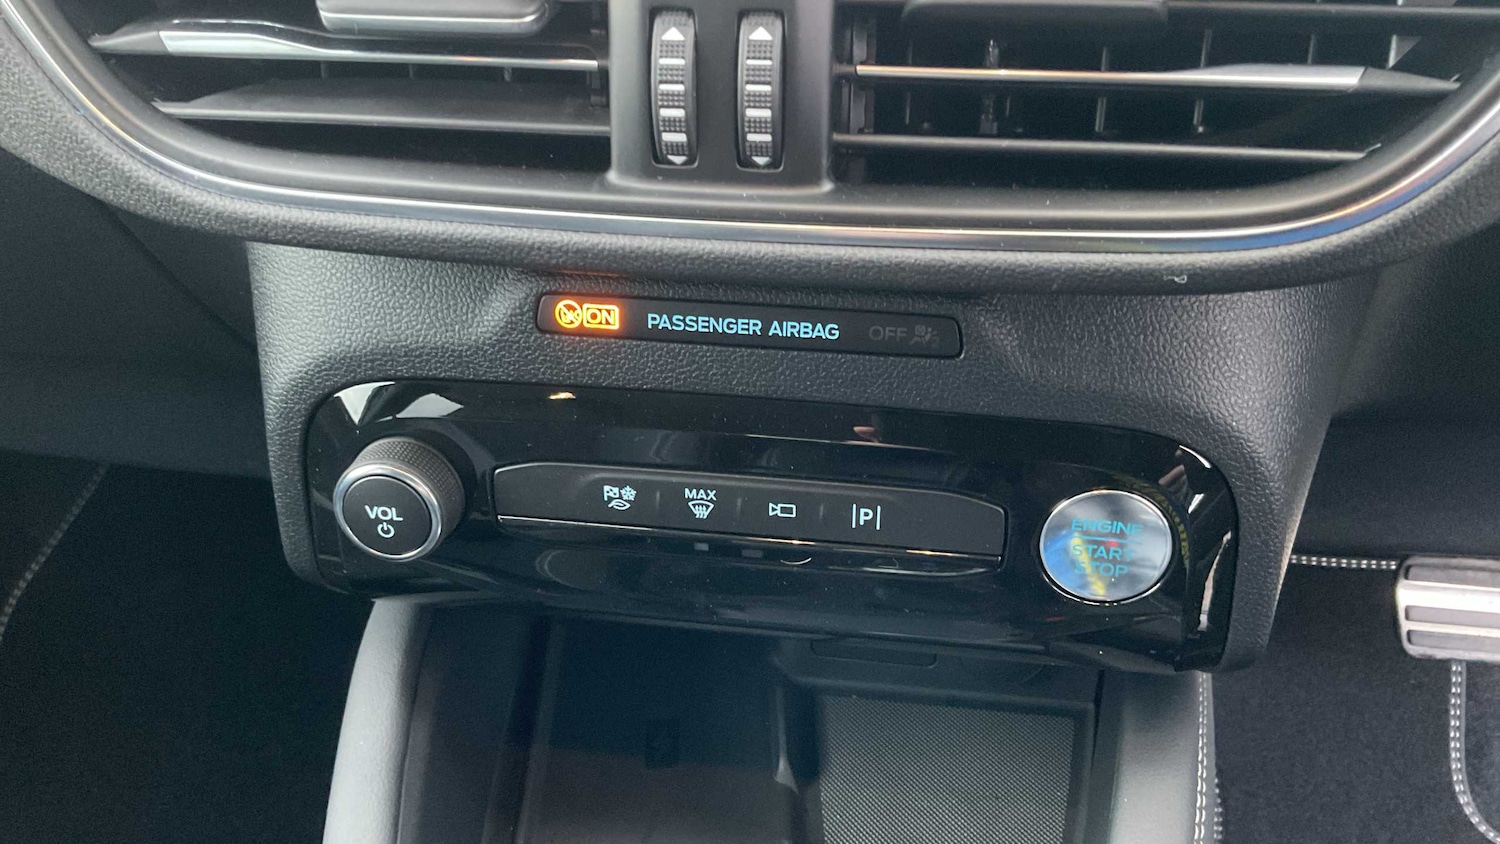 ON PASSENGER AIRBAG OFF
VOL
MAX
P
ENGINE
START
STOP